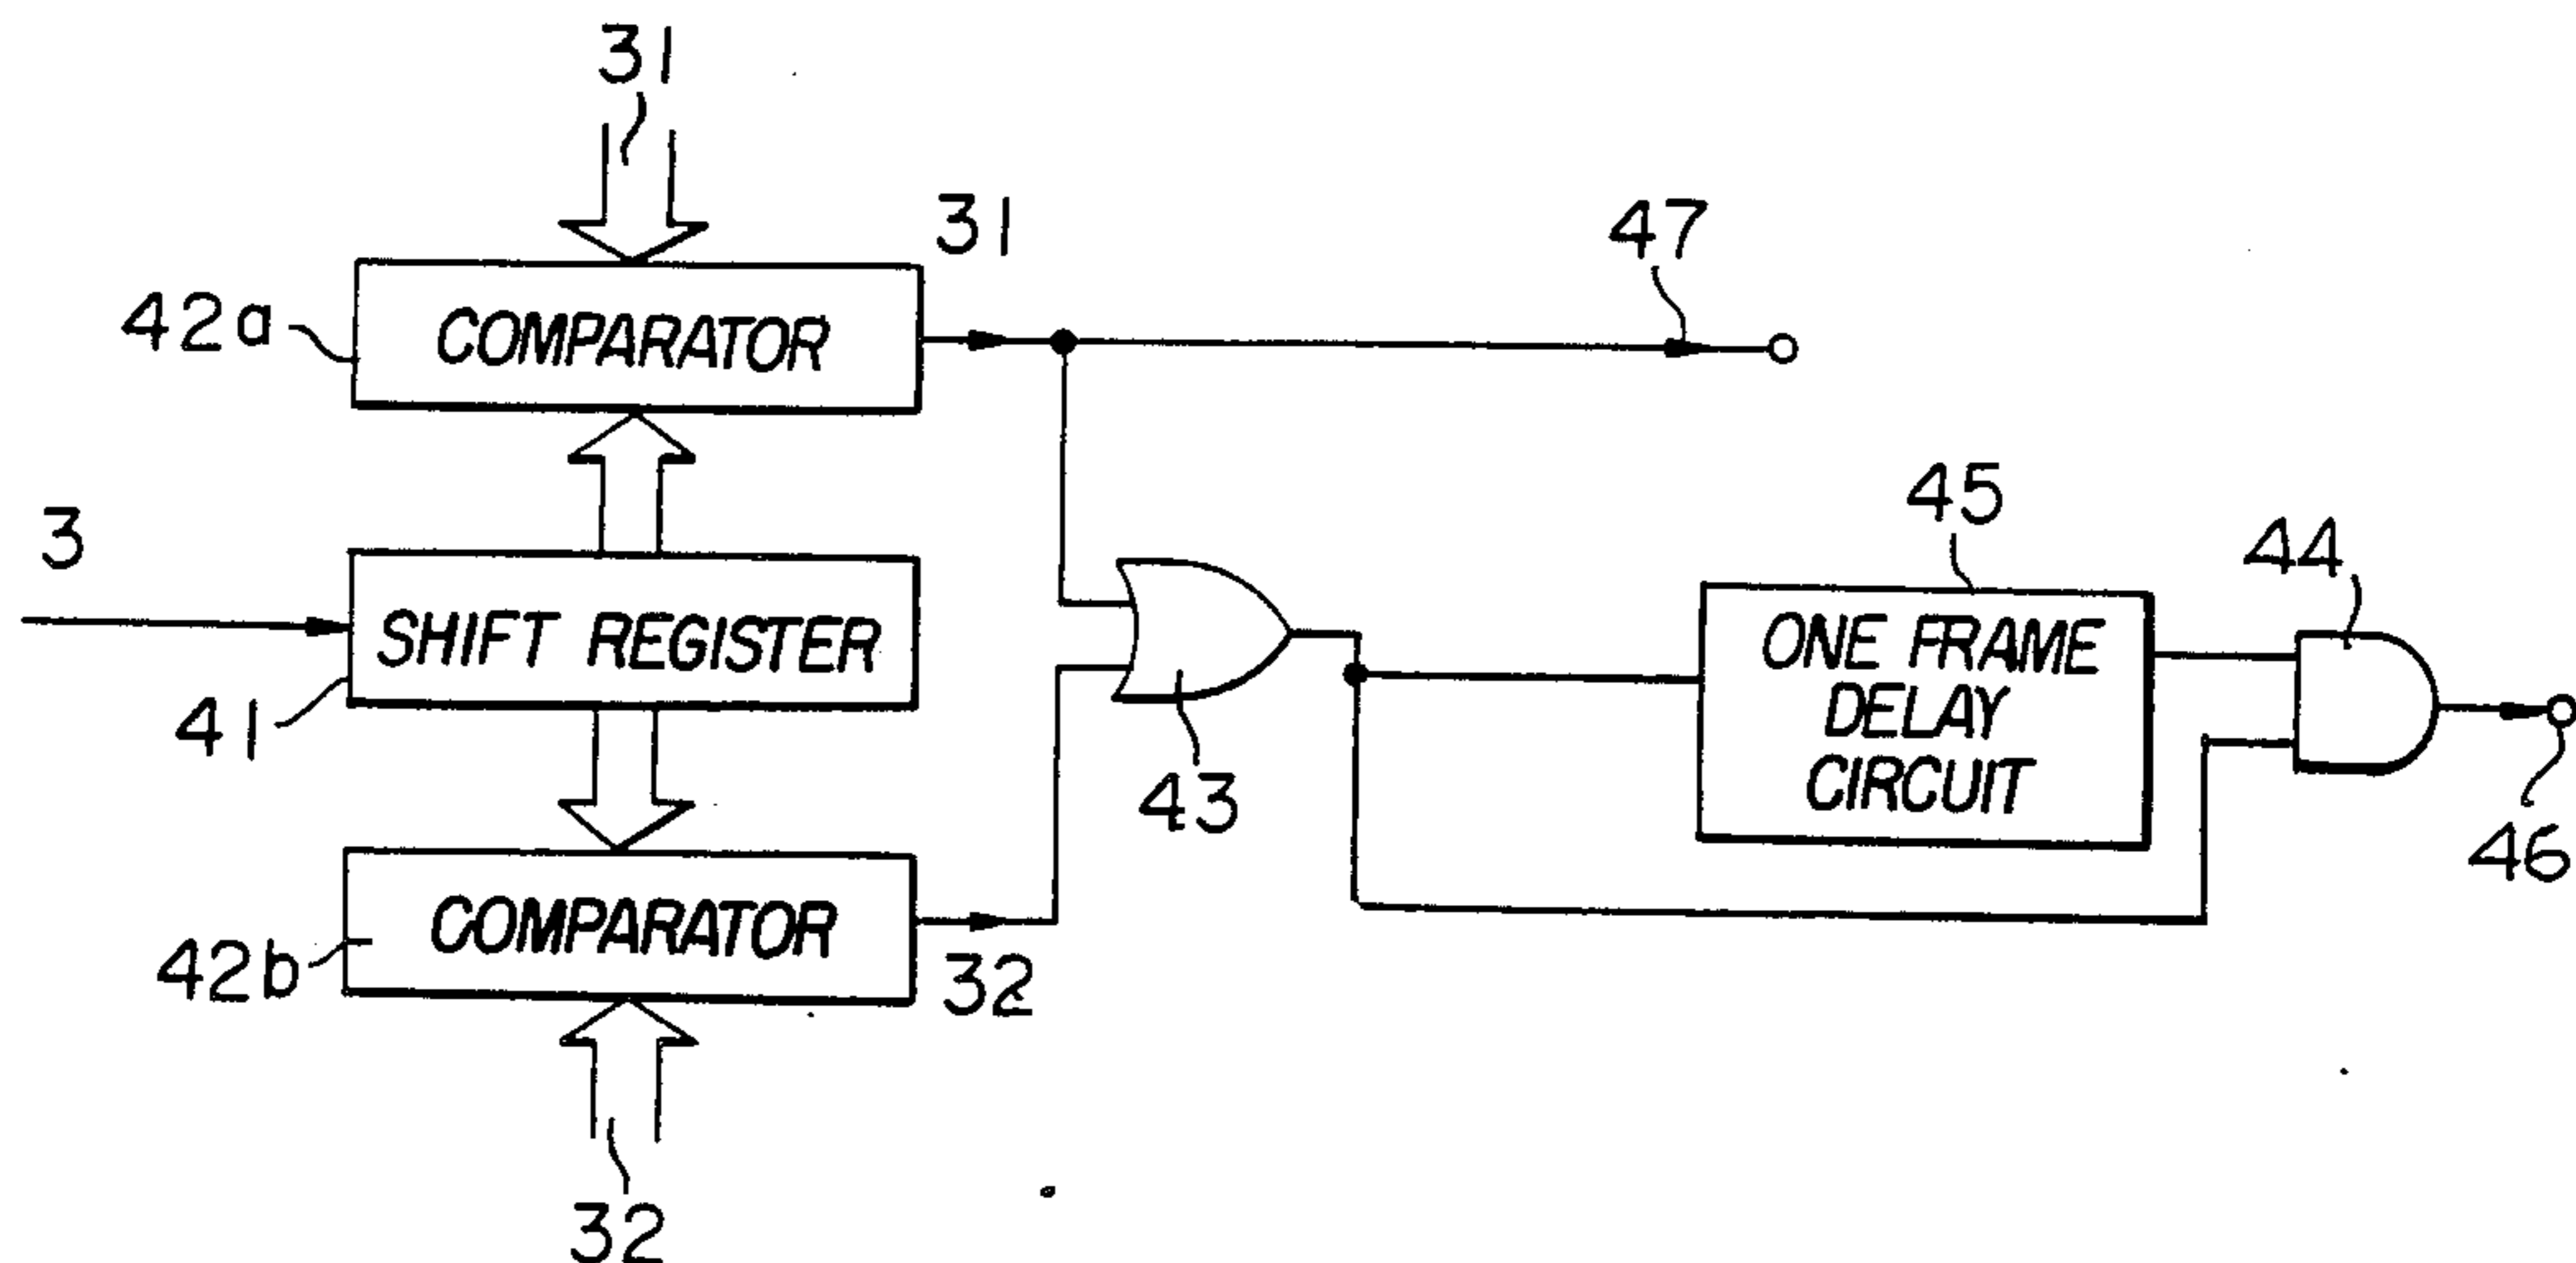 31
31
47
42a
COMPARATOR
45
3
44
SHIFT REGISTER
ONE FRAME
DELAY
CIRCUIT
41
43
46
COMPARATOR
42b
32
32